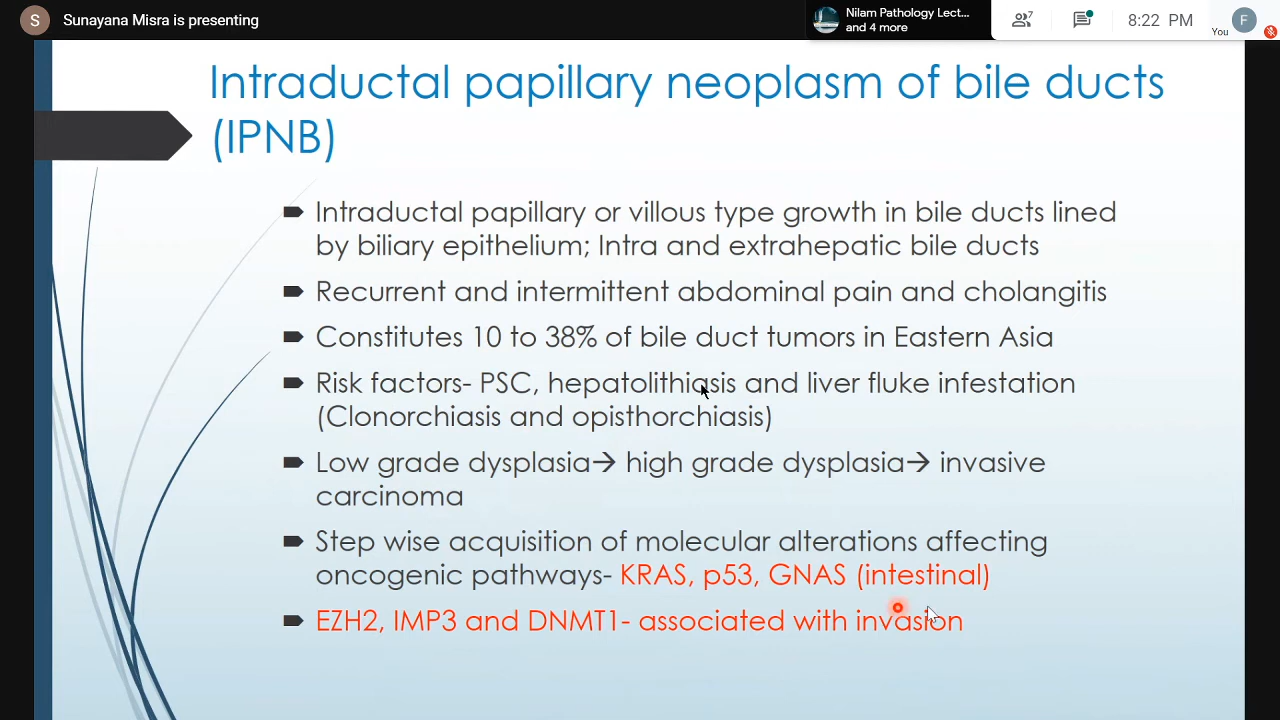 S Sunayana Misra is presenting
Nilam Pathology Lect...
and 4 more
7
8:22 PM
You
F
Intraductal papillary neoplasm of bile ducts
(IPNB)
Intraductal papillary or villous type growth in bile ducts lined
by biliary epithelium; Intra and extrahepatic bile ducts
Recurrent and intermittent abdominal pain and cholangitis
Constitutes 10 to 38% of bile duct tumors in Eastern Asia
Risk factors- PSC, hepatolithiasis and liver fluke infestation
(Clonorchiasis and opisthorchiasis)
Low grade dysplasia→ high grade dysplasia→ invasive
carcinoma
Step wise acquisition of molecular alterations affecting
oncogenic pathways- KRAS, p53, GNAS (intestinal)
EZH2, IMP3 and DNMT1- associated with invasion